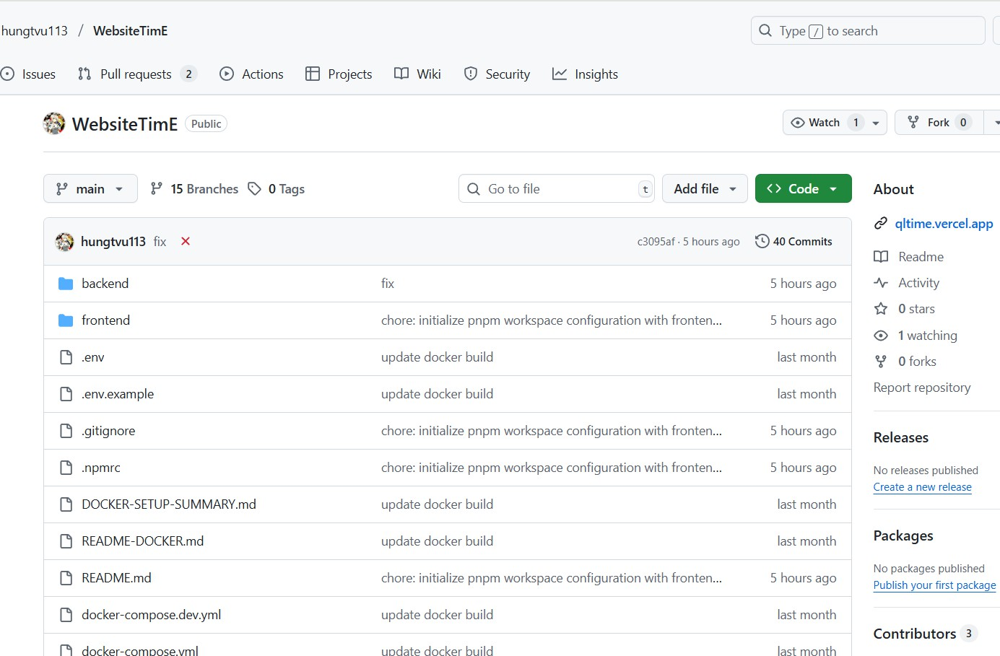 hungtvu113 / WebsiteTimE
Type / to search
Issues Pull requests 2 Actions Projects Wiki Security Insights
WebsiteTimE Public
Watch 1 Fork 0
main 15 Branches 0 Tags
Go to file t Add file Code
hungtvu113 fix c3095af · 5 hours ago 40 Commits
backend fix 5 hours ago
frontend chore: initialize pnpm workspace configuration with fronten... 5 hours ago
.env update docker build last month
.env.example update docker build last month
.gitignore chore: initialize pnpm workspace configuration with fronten... 5 hours ago
.npmrc chore: initialize pnpm workspace configuration with fronten... 5 hours ago
DOCKER-SETUP-SUMMARY.md update docker build last month
README-DOCKER.md update docker build last month
README.md chore: initialize pnpm workspace configuration with fronten... 5 hours ago
docker-compose.dev.yml update docker build last month
docker-compose.yml update docker build last month
About
qltime.vercel.app
Readme
Activity
0 stars
1 watching
0 forks
Report repository
Releases
No releases published
Create a new release
Packages
No packages published
Publish your first package
Contributors 3